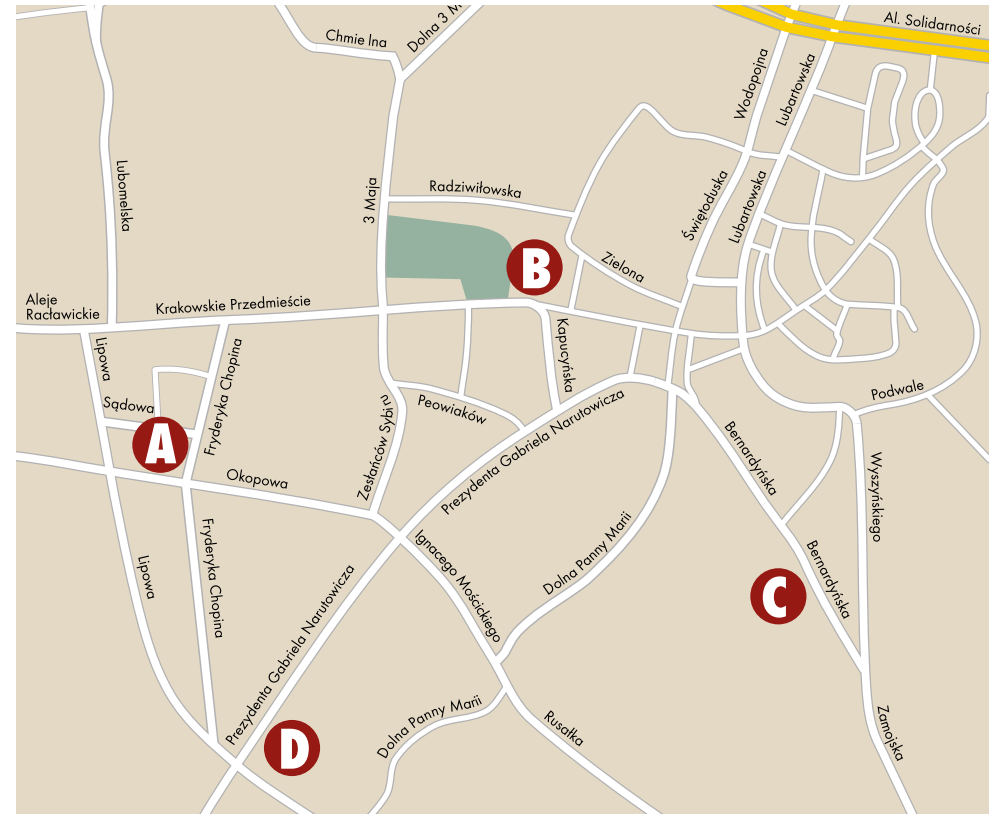 Al. Solidarności
Chmie lna
Dolna 3 M
Wodopojna
Lubartowska
Lubomelska
3 Maja
Radziwiłowska
Świętoduska
Lubartowska
Zielona
Aleje
Racławickie
Krakowskie Przedmieście
Lipowa
Fryderyka Chopina
Kapucyńska
Sądowa
Peowiaków
Podwale
A
B
Zesłańców Sybiru
Prezydenta Gabriela Narutowicza
Bernardyńska
Okopowa
Wyszyńskiego
Fryderyka Chopina
Lipowa
Ignacego Mościckiego
Dolna Panny Marii
Bernardyńska
C
Prezydenta Gabriela Narutowicza
D
Dolna Panny Marii
Rusałka
Zamojska